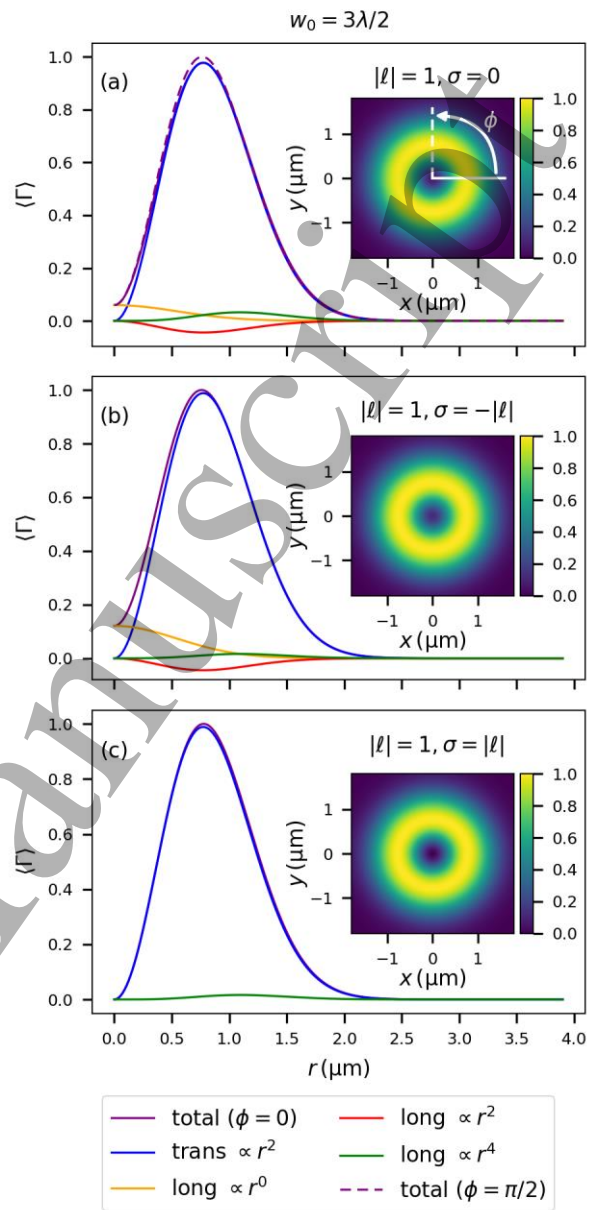 w₀ = 3λ/2
(a)
|ℓ| = 1, σ = 0
1.0
0.8
0.6
0.4
0.2
0.0
⟨Γ⟩
y (μm)
1
0
−1
ϕ
1.0
0.8
0.6
0.4
0.2
0.0
−1 0 1
x (μm)
(b)
|ℓ| = 1, σ = −|ℓ|
1.0
0.8
0.6
0.4
0.2
0.0
⟨Γ⟩
y (μm)
1
0
−1
1.0
0.8
0.6
0.4
0.2
0.0
−1 0 1
x (μm)
(c)
|ℓ| = 1, σ = |ℓ|
1.0
0.8
0.6
0.4
0.2
0.0
⟨Γ⟩
y (μm)
1
0
−1
1.0
0.8
0.6
0.4
0.2
0.0
−1 0 1
x (μm)
0.0 0.5 1.0 1.5 2.0 2.5 3.0 3.5 4.0
r (μm)
total (ϕ = 0) long ∝ r²
trans ∝ r² long ∝ r⁴
long ∝ r⁰ total (ϕ = π/2)
anuscript